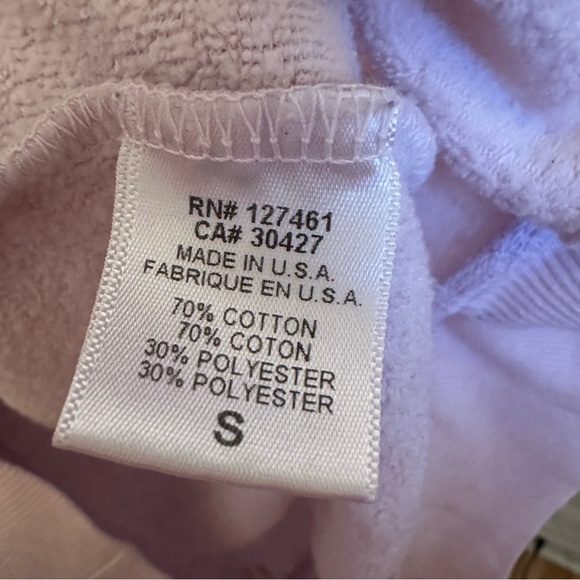 RN# 127461
CA# 30427
MADE IN U.S.A.
FABRIQUE EN U.S.A.
70% COTTON
70% COTON
30% POLYESTER
30% POLYESTER
S